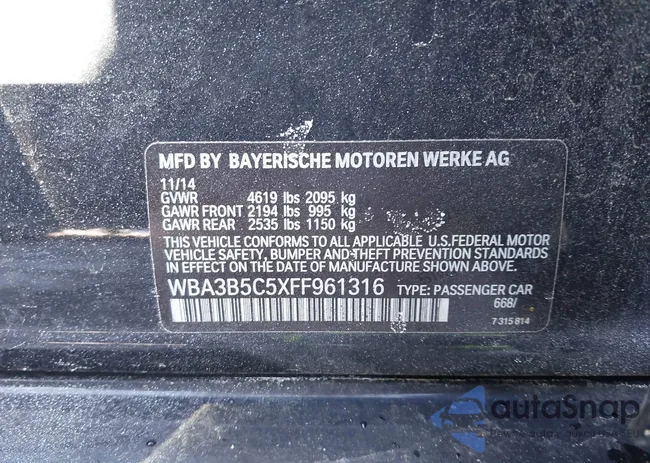 MFD BY BAYERISCHE MOTOREN WERKE AG
11/14
GVWR 4619 lbs 2095 kg
GAWR FRONT 2194 lbs 995 kg
GAWR REAR 2535 lbs 1150 kg
THIS VEHICLE CONFORMS TO ALL APPLICABLE U.S.FEDERAL MOTOR
VEHICLE SAFETY, BUMPER, AND THEFT PREVENTION STANDARDS
IN EFFECT ON THE DATE OF MANUFACTURE SHOWN ABOVE.
WBA3B5C5XFF961316 TYPE: PASSENGER CAR
668/
7 315 814
autaSnap